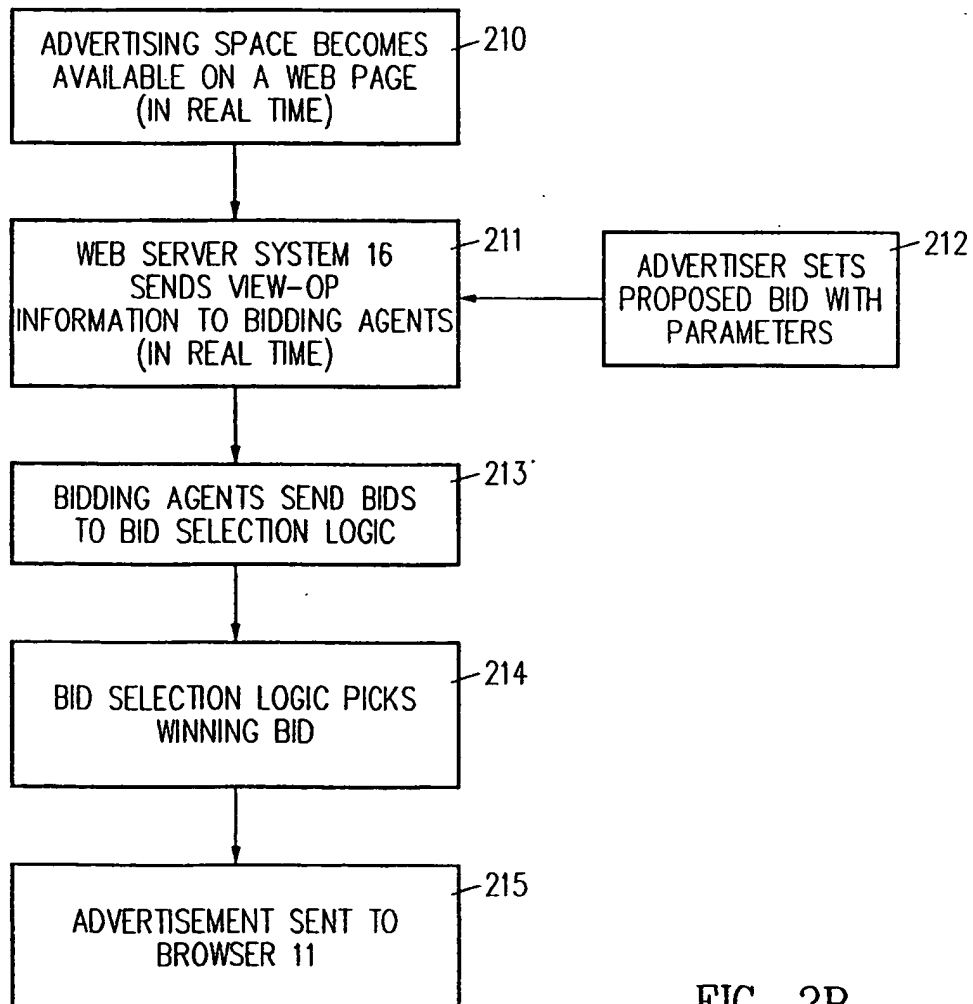 ADVERTISING SPACE BECOMES
AVAILABLE ON A WEB PAGE
(IN REAL TIME)
210
WEB SERVER SYSTEM 16
SENDS VIEW-OP
INFORMATION TO BIDDING AGENTS
(IN REAL TIME)
211
ADVERTISER SETS
PROPOSED BID WITH
PARAMETERS
212
BIDDING AGENTS SEND BIDS
TO BID SELECTION LOGIC
213
BID SELECTION LOGIC PICKS
WINNING BID
214
ADVERTISEMENT SENT TO
BROWSER 11
215
FIG. 2B